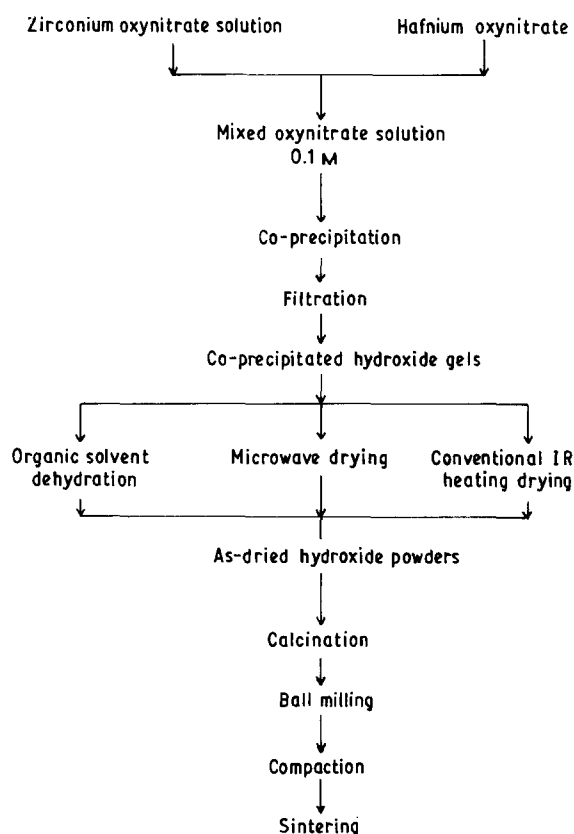 Zirconium oxynitrate solution
Hafnium oxynitrate
Mixed oxynitrate solution
0.1 M
Co-precipitation
Filtration
Co-precipitated hydroxide gels
Organic solvent
dehydration
Microwave drying
Conventional IR
heating drying
As-dried hydroxide powders
Calcination
Ball milling
Compaction
Sintering